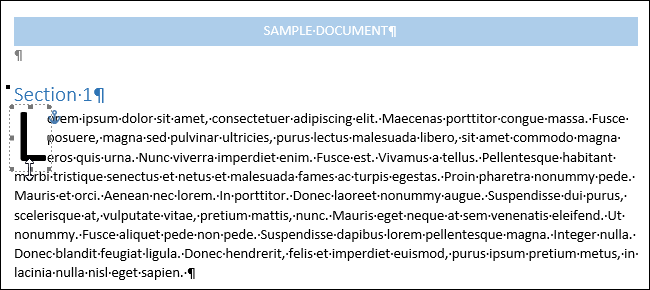 SAMPLE DOCUMENT¶
¶
Section 1¶
Lorem ipsum dolor sit amet, consectetuer adipiscing elit. Maecenas porttitor congue massa. Fusce
posuere, magna sed pulvinar ultricies, purus lectus malesuada libero, sit amet commodo magna
eros quis urna. Nunc viverra imperdiet enim. Fusce est. Vivamus a tellus. Pellentesque habitant
morbi tristique senectus et netus et malesuada fames ac turpis egestas. Proin pharetra nonummy pede.
Mauris et orci. Aenean nec lorem. In porttitor. Donec laoreet nonummy augue. Suspendisse dui purus,
scelerisque at, vulputate vitae, pretium mattis, nunc. Mauris eget neque at sem venenatis eleifend. Ut
nonummy. Fusce aliquet pede non pede. Suspendisse dapibus lorem pellentesque magna. Integer nulla.
Donec blandit feugiat ligula. Donec hendrerit, felis et imperdiet euismod, purus ipsum pretium metus, in
lacinia nulla nisl eget sapien. ¶